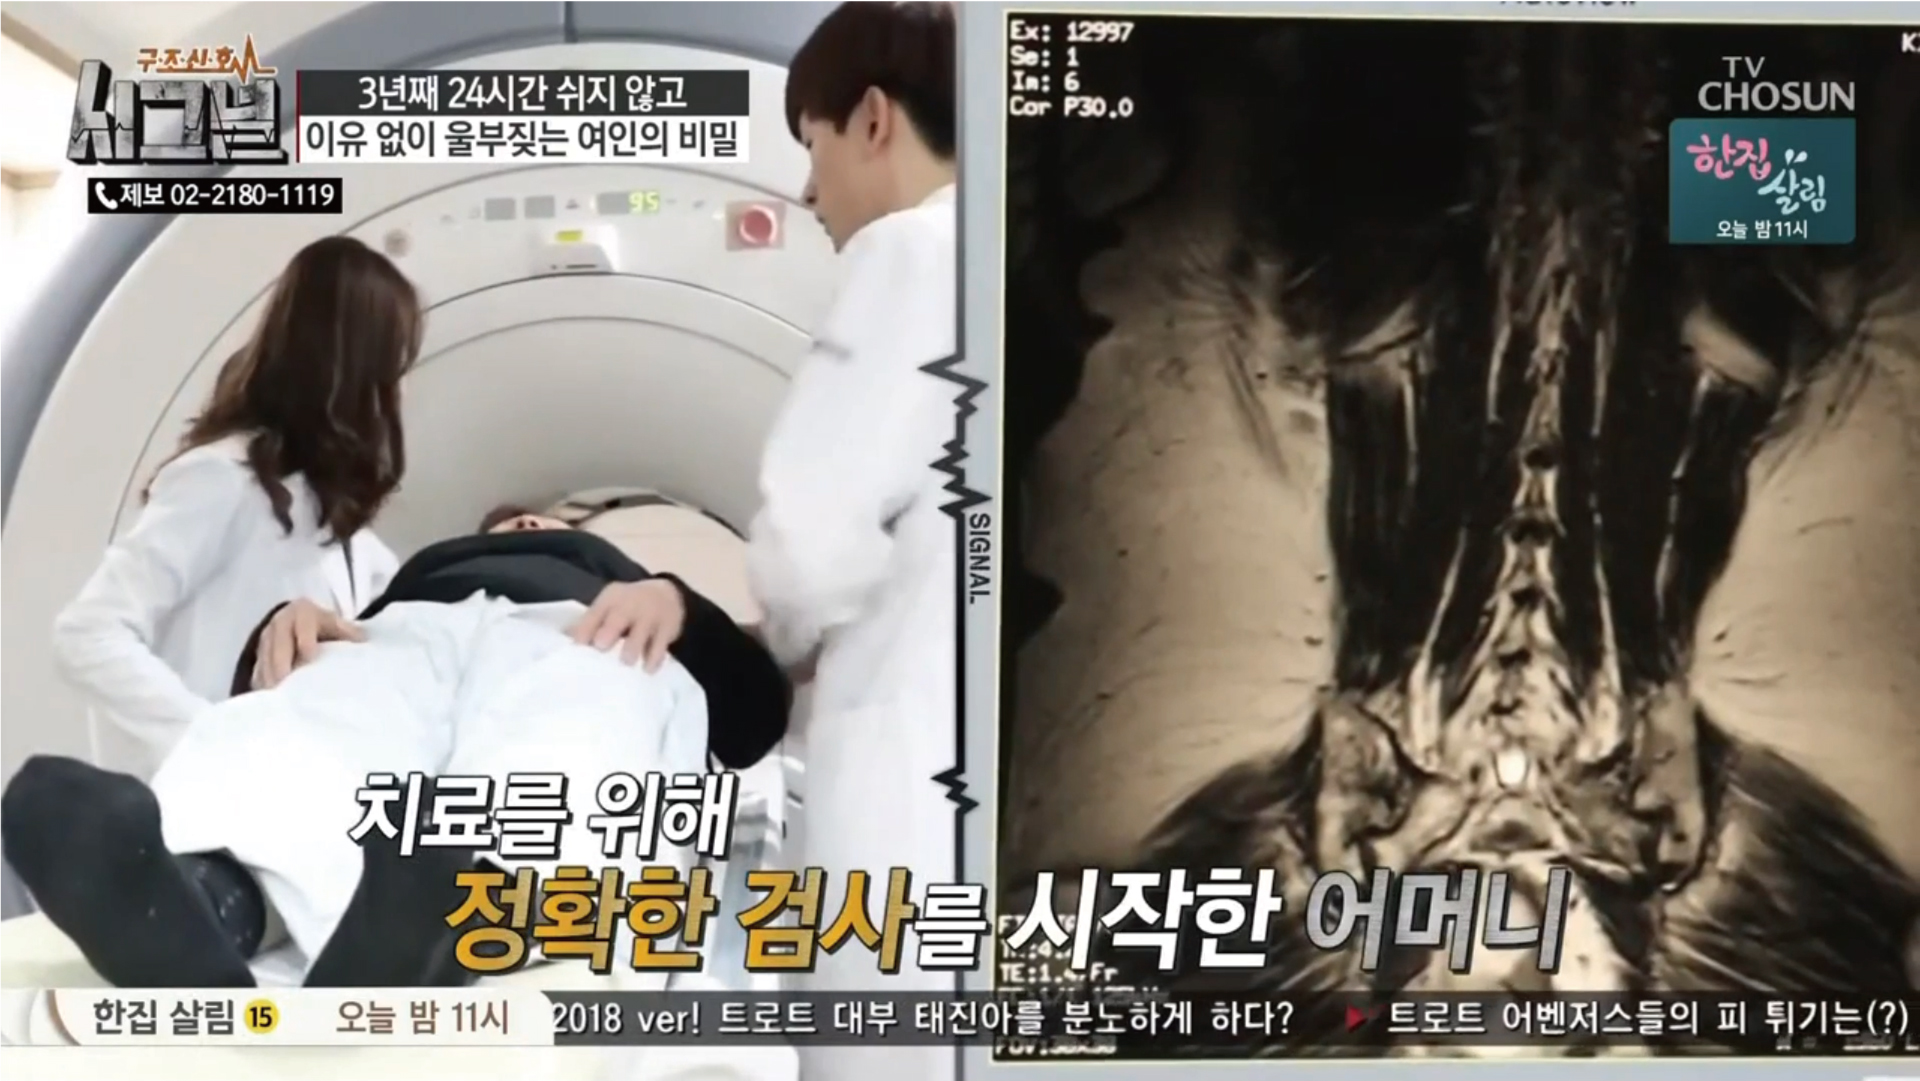 구조신호
시그널
3년째 24시간 쉬지 않고
이유 없이 울부짖는 여인의 비밀
제보 02-2180-1119
95
Ex: 12997
Se: 1
Im: 6
Cor P30.0
TV
CHOSUN
한집
살림
오늘 밤 11시
SIGNAL
치료를 위해
정확한 검사를 시작한 어머니
한집 살림 15 오늘 밤 11시
2018 ver! 트로트 대부 태진아를 분노하게 하다? ▶ 트로트 어벤저스들의 피 튀기는(?)